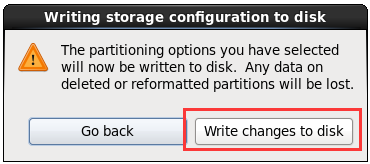 Writing storage configuration to disk
The partitioning options you have selected
will now be written to disk.  Any data on
deleted or reformatted partitions will be lost.
Go back
Write changes to disk